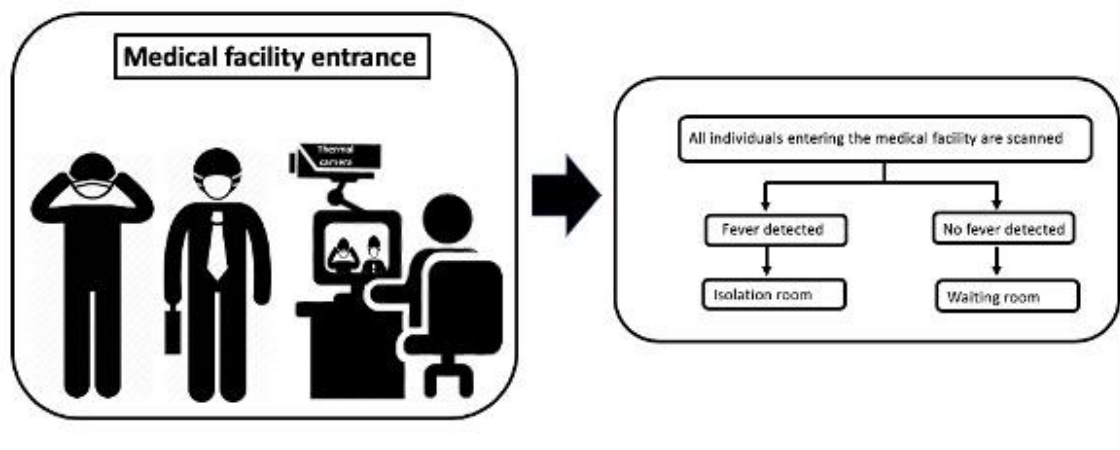 Medical facility entrance
Thermal
camera
All individuals entering the medical facility are scanned
Fever detected
No fever detected
Isolation room
Waiting room